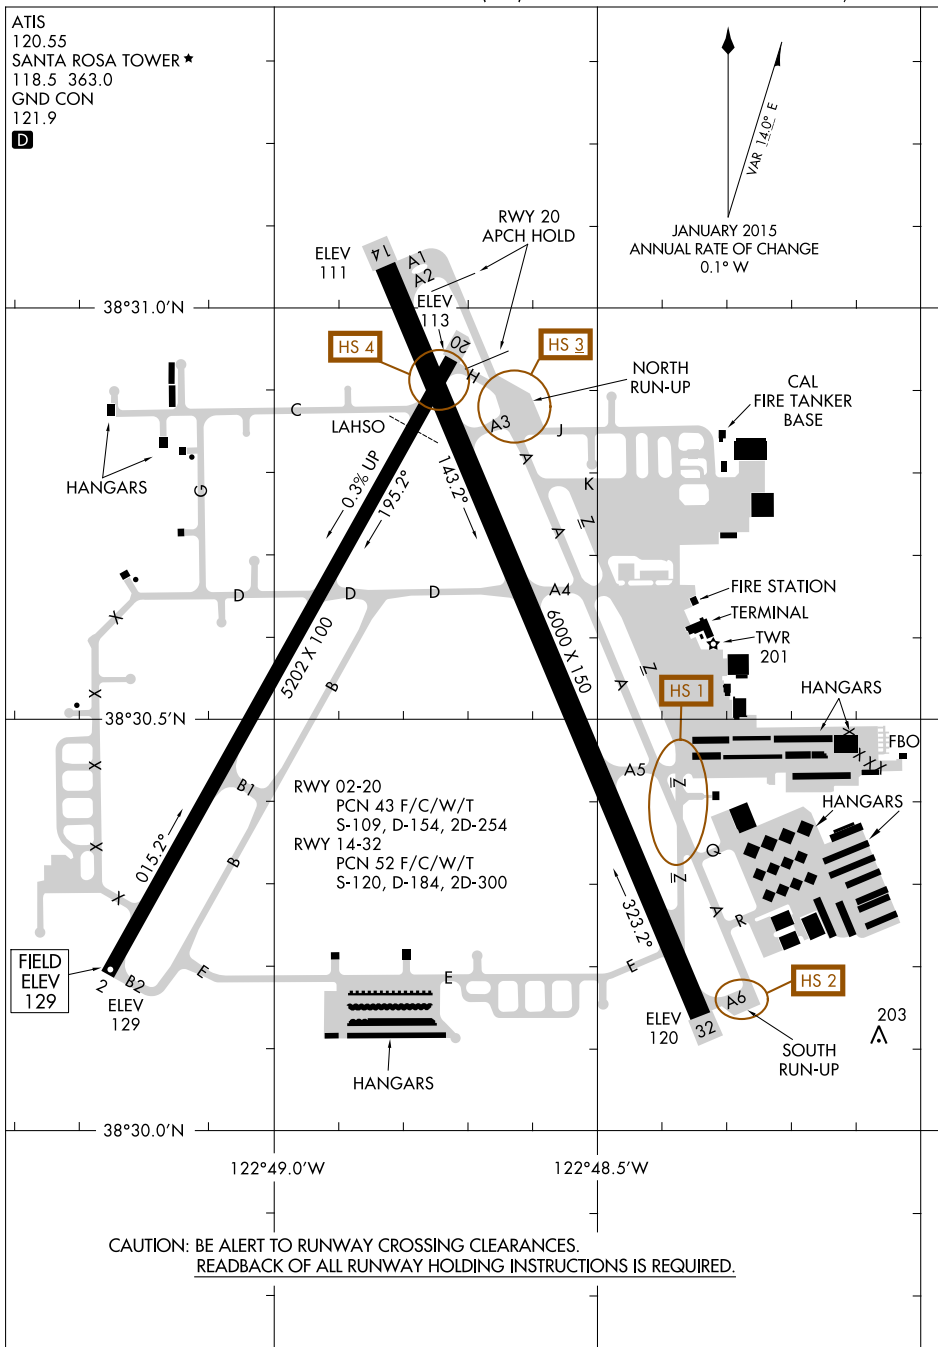 ATIS
120.55
SANTA ROSA TOWER ★
118.5 363.0
GND CON
121.9
D
VAR 14.0° E
JANUARY 2015
ANNUAL RATE OF CHANGE
0.1° W
RWY 20
APCH HOLD
ELEV
111
14
A1
A2
ELEV
113
20
38°31.0'N
HS 4
HS 3
H
NORTH
RUN-UP
CAL
FIRE TANKER
BASE
C
LAHSO
A3
J
A
HANGARS
G
0.3% UP
195.2°
143.2°
K
Z
A
FIRE STATION
TERMINAL
TWR
201
D
D
D
A4
X
6000 X 150
5202 X 100
B
A
Z
HS 1
HANGARS
X
38°30.5'N
X
X
X
X
X
FBO
A5
Z
B1
RWY 02-20
PCN 43 F/C/W/T
S-109, D-154, 2D-254
RWY 14-32
PCN 52 F/C/W/T
S-120, D-184, 2D-300
HANGARS
015.2°
B
X
Q
Z
X
323.2°
A
R
FIELD
ELEV
129
2
B2
ELEV
129
E
E
E
HS 2
A6
ELEV
120
32
203
SOUTH
RUN-UP
HANGARS
38°30.0'N
122°49.0'W
122°48.5'W
CAUTION: BE ALERT TO RUNWAY CROSSING CLEARANCES.
READBACK OF ALL RUNWAY HOLDING INSTRUCTIONS IS REQUIRED.